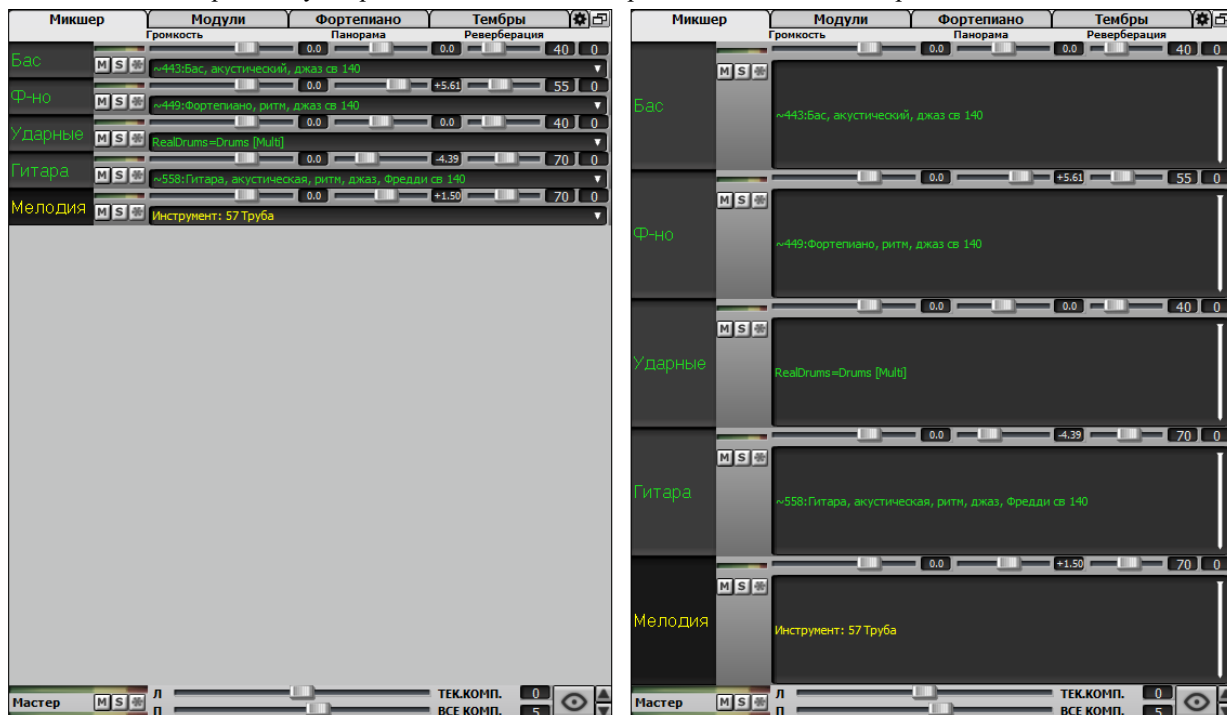 Микшер Модули Фортепиано Тембры
Громкость Панорама Реверберация
0.0 0.0 40 0
Бас M S
~443:Бас, акустический, джаз св 140
0.0 +5.61 55 0
Ф-но M S
~449:Фортепиано, ритм, джаз св 140
0.0 0.0 40 0
Ударные M S
RealDrums=Drums [Multi]
0.0 -4.39 70 0
Гитара M S
~558:Гитара, акустическая, ритм, джаз, Фредди св 140
0.0 +1.50 70 0
Мелодия M S
Инструмент: 57 Труба
Мастер M S Л ТЕК.КОМП. 0
П ВСЕ КОМП. 5
Микшер Модули Фортепиано Тембры
Громкость Панорама Реверберация
0.0 0.0 40 0
M S
Бас
~443:Бас, акустический, джаз св 140
0.0 +5.61 55 0
M S
Ф-но
~449:Фортепиано, ритм, джаз св 140
0.0 0.0 40 0
M S
Ударные
RealDrums=Drums [Multi]
0.0 -4.39 70 0
M S
Гитара
~558:Гитара, акустическая, ритм, джаз, Фредди св 140
0.0 +1.50 70 0
M S
Мелодия
Инструмент: 57 Труба
Мастер M S Л ТЕК.КОМП. 0
П ВСЕ КОМП. 5